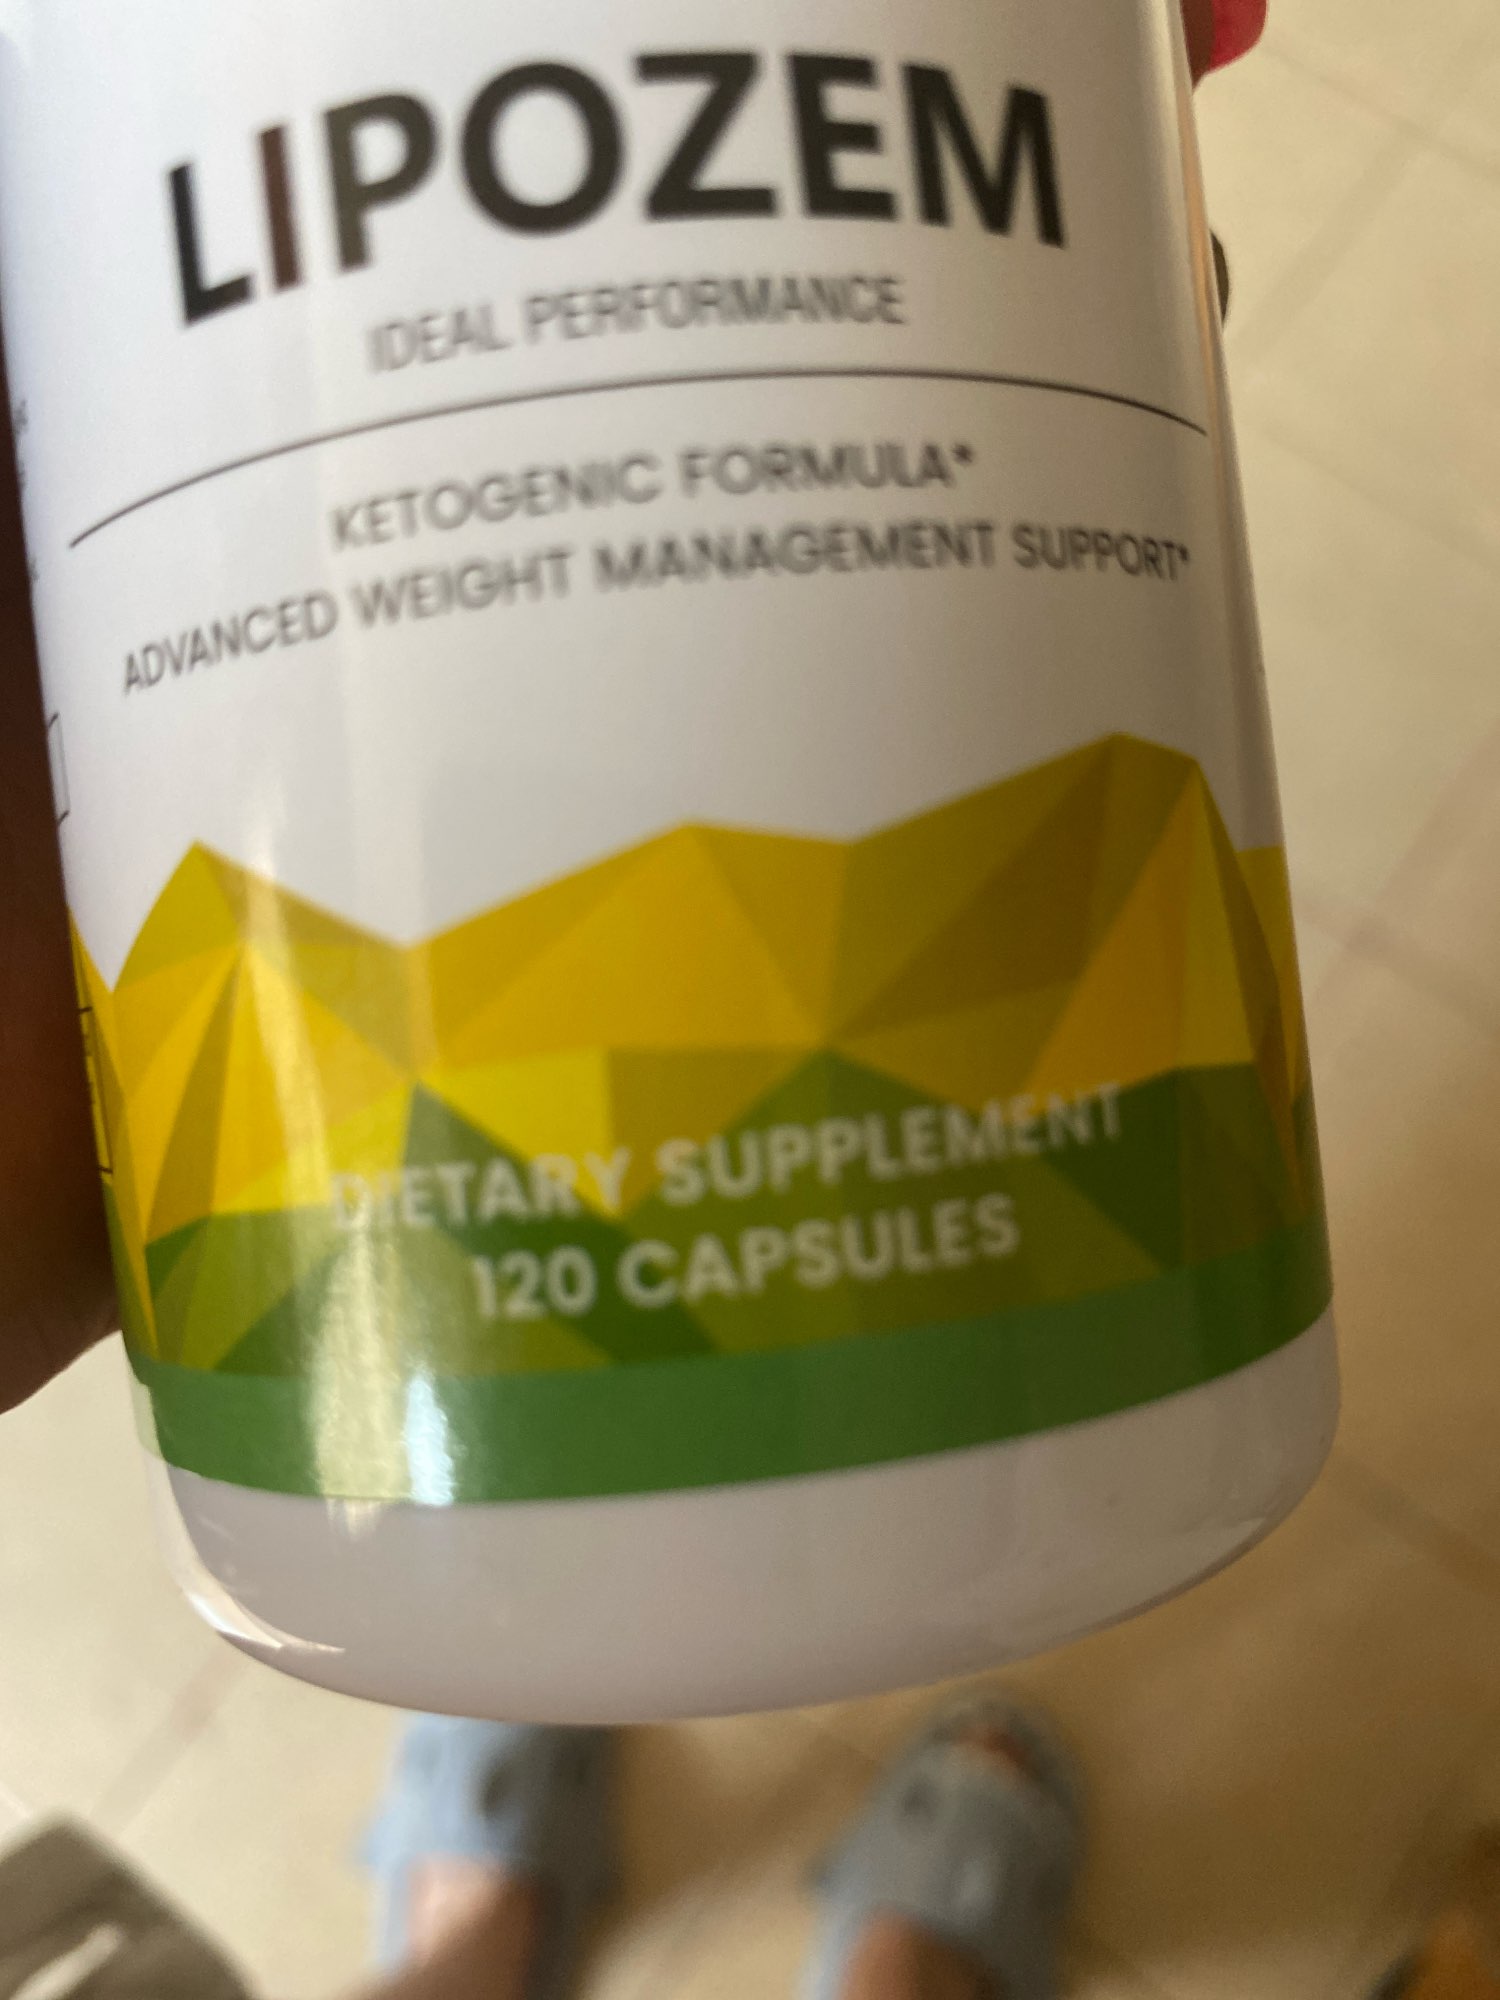 LIPOZEM
IDEAL PERFORMANCE
KETOGENIC FORMULA*
ADVANCED WEIGHT MANAGEMENT SUPPORT*
DIETARY SUPPLEMENT
120 CAPSULES